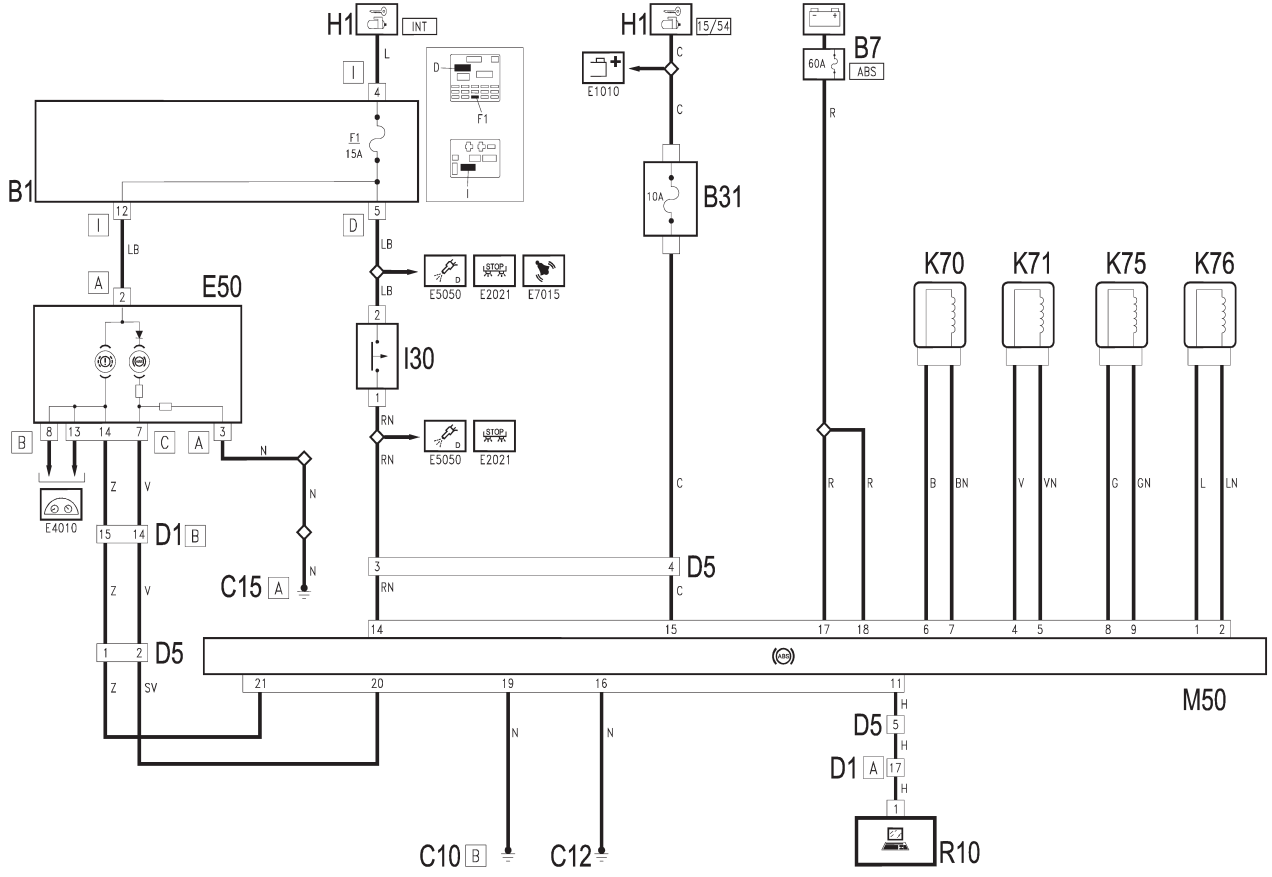 H1 INT
H1 15/54
B7
60A
ABS
L
C
R
I
4
D
F1
I
E1010
C
F1
15A
B1
12
5
I
D
10A
B31
LB
LB
A
2
E50
LB
D
STOP
E5050 E2021 E7015
2
I30
1
K70 K71 K75 K76
RN
B 8 13 14 7 C A 3
N
D
STOP
E5050 E2021
RN
Z V
N
C
R R
B BN V VN G GN L LN
E4010
15 14 D1 B
Z V
N
C15 A
3 4 D5
RN C
14 15 17 18 6 7 4 5 8 9 1 2
1 2 D5
ABS
Z SV
21 20 19 16 11
M50
H
D5 5
N N
H
D1 A 17
H
1
C10 B C12
R10